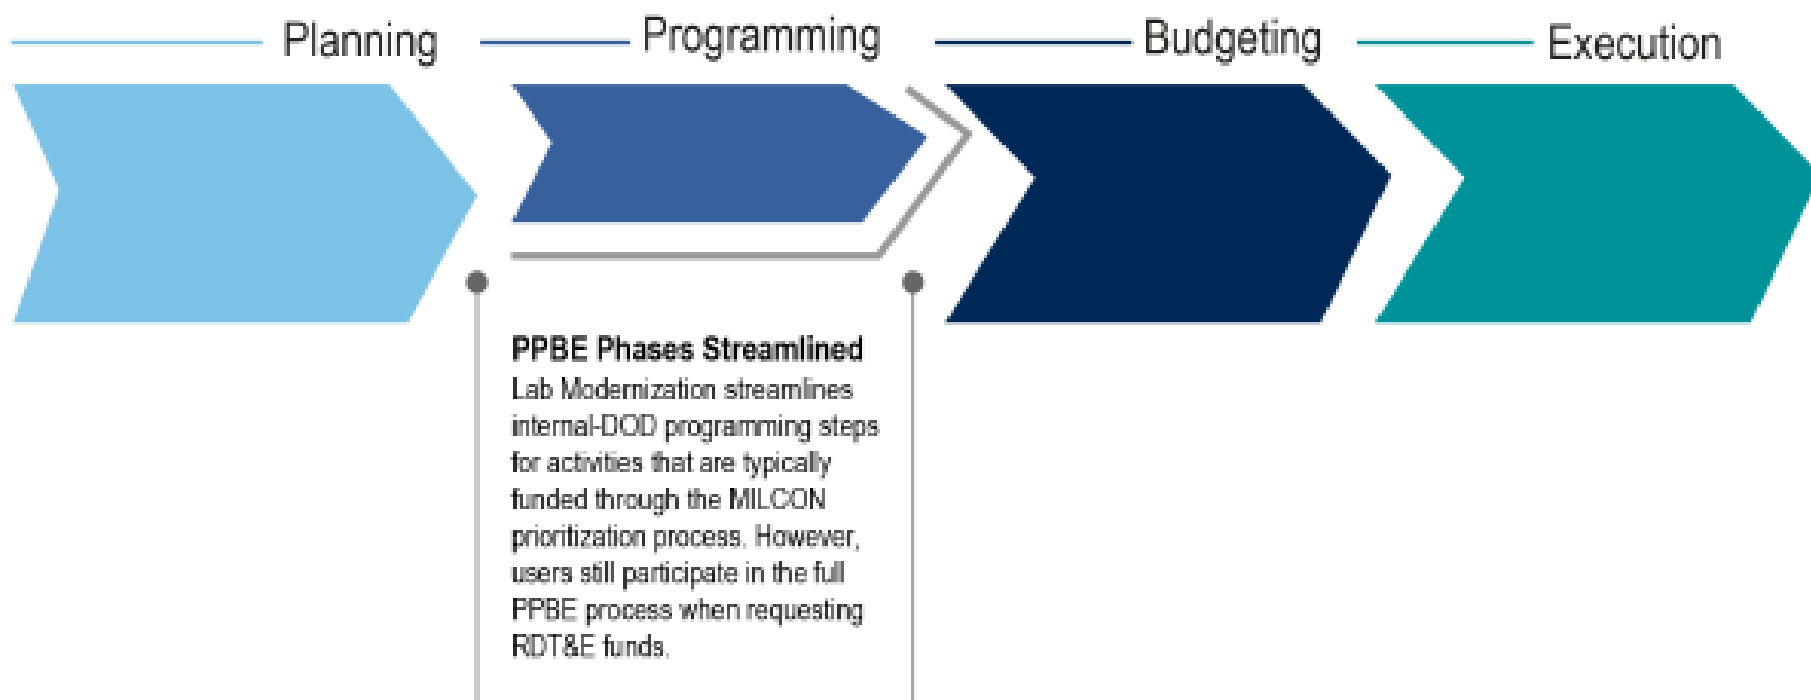 Planning
Programming
Budgeting
Execution
PPBE Phases Streamlined
Lab Modernization streamlines
internal-DOD programming steps
for activities that are typically
funded through the MILCON
prioritization process. However,
users still participate in the full
PPBE process when requesting
RDT&E funds.